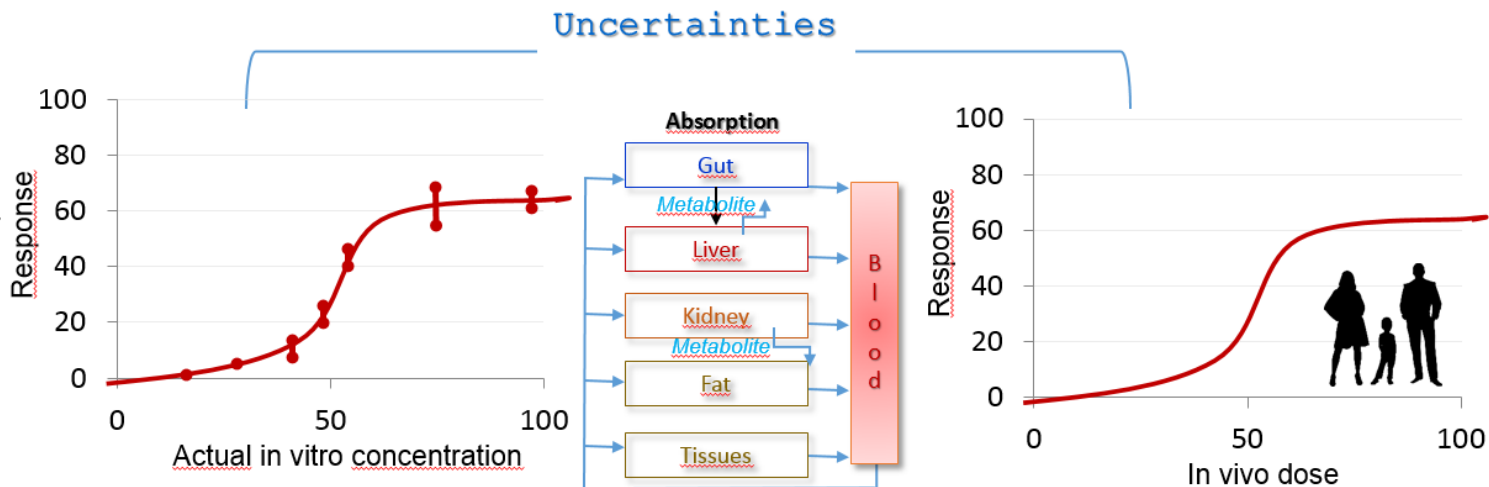 Uncertainties
100
80
60
40
20
0
Response
0
50
100
Actual in vitro concentration
Absorption
Gut
Metabolite
Liver
Kidney
Metabolite
Fat
Tissues
Blood
100
80
60
40
20
0
Response
0
50
100
In vivo dose